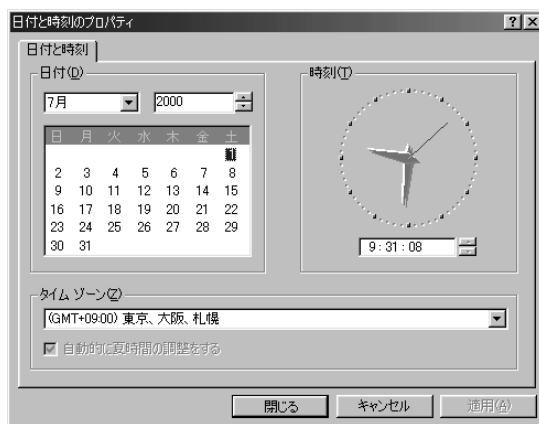 日付と時刻のプロパティ
日付と時刻
日付(D)
7月 2000
日 月 火 水 木 金 土
1
2 3 4 5 6 7 8
9 10 11 12 13 14 15
16 17 18 19 20 21 22
23 24 25 26 27 28 29
30 31
時刻(T)
9:31:08
タイム ゾーン(Z)
(GMT+09:00) 東京、大阪、札幌
自動的に夏時間の調整をする
閉じる キャンセル 適用(A)